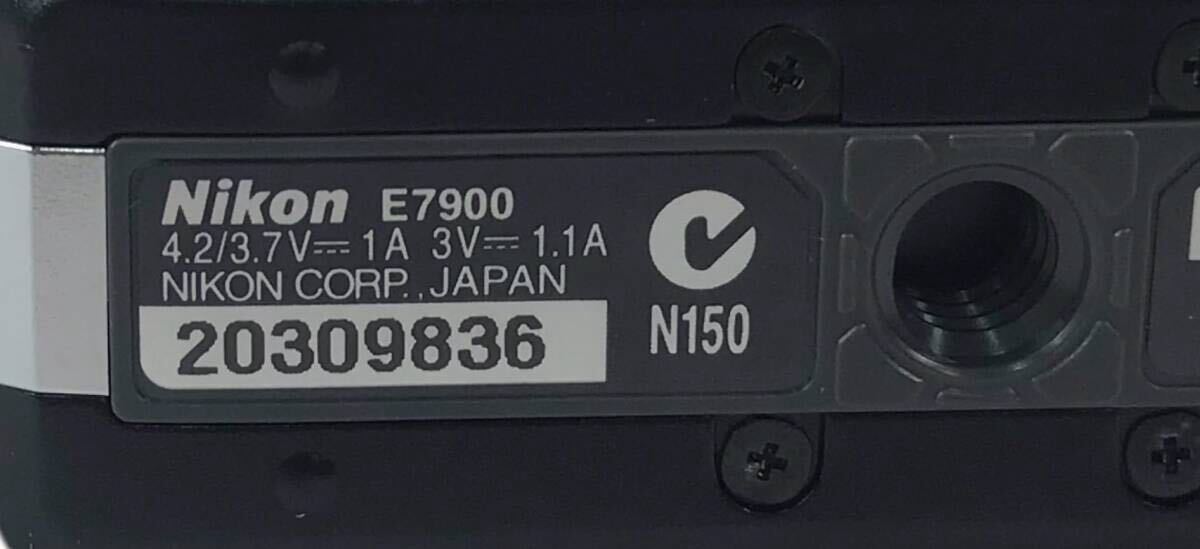 Nikon E7900
4.2/3.7V⎓1A 3V⎓1.1A
NIKON CORP.,JAPAN
20309836
N150